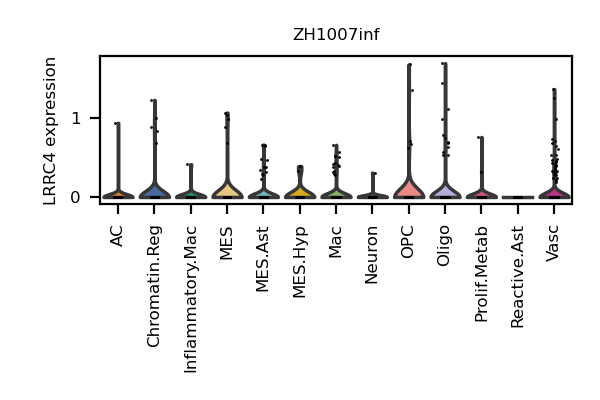 ZH1007inf
LRRC4 expression
1
0
AC
Chromatin.Reg
Inflammatory.Mac
MES
MES.Ast
MES.Hyp
Mac
Neuron
OPC
Oligo
Prolif.Metab
Reactive.Ast
Vasc